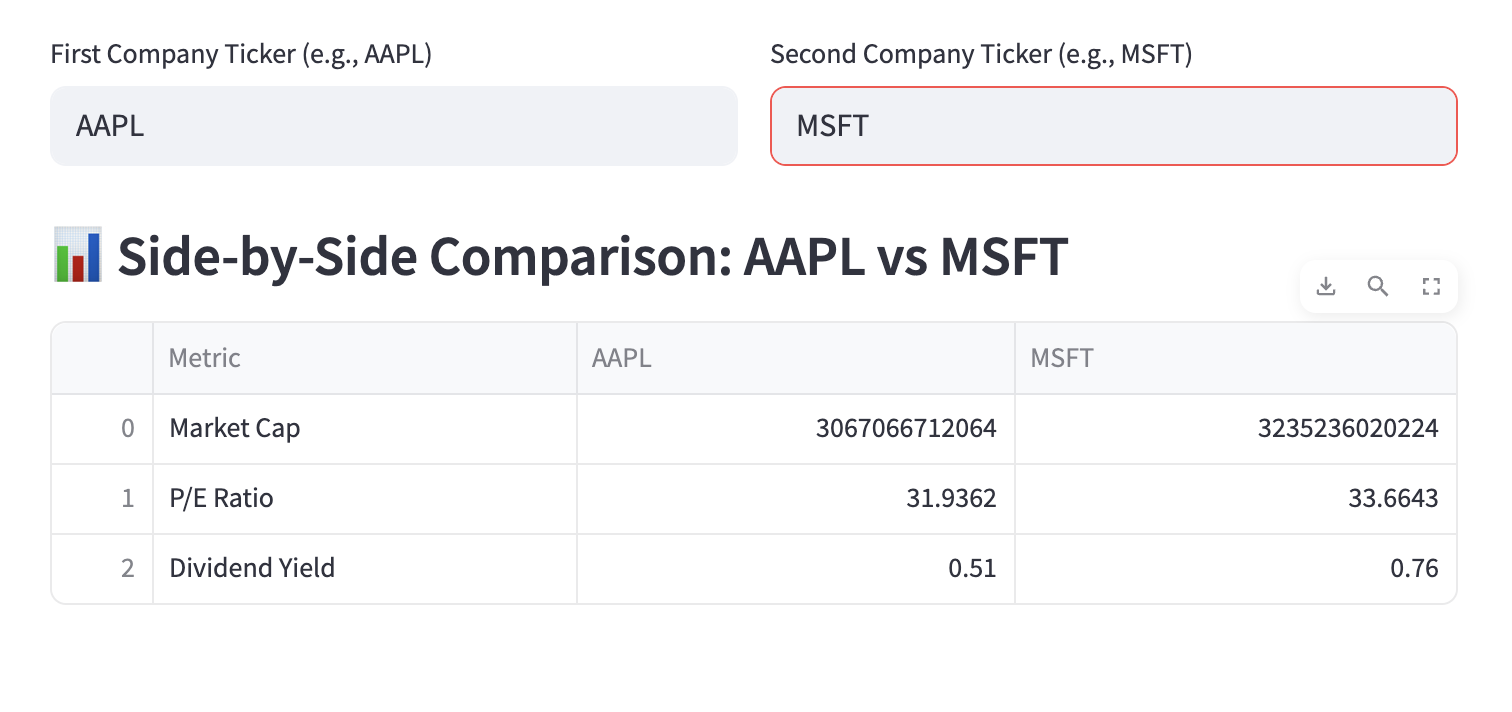 First Company Ticker (e.g., AAPL) Second Company Ticker (e.g., MSFT)
AAPL MSFT
📊 Side-by-Side Comparison: AAPL vs MSFT
Metric AAPL MSFT
0 Market Cap 3067066712064 3235236020224
1 P/E Ratio 31.9362 33.6643
2 Dividend Yield 0.51 0.76